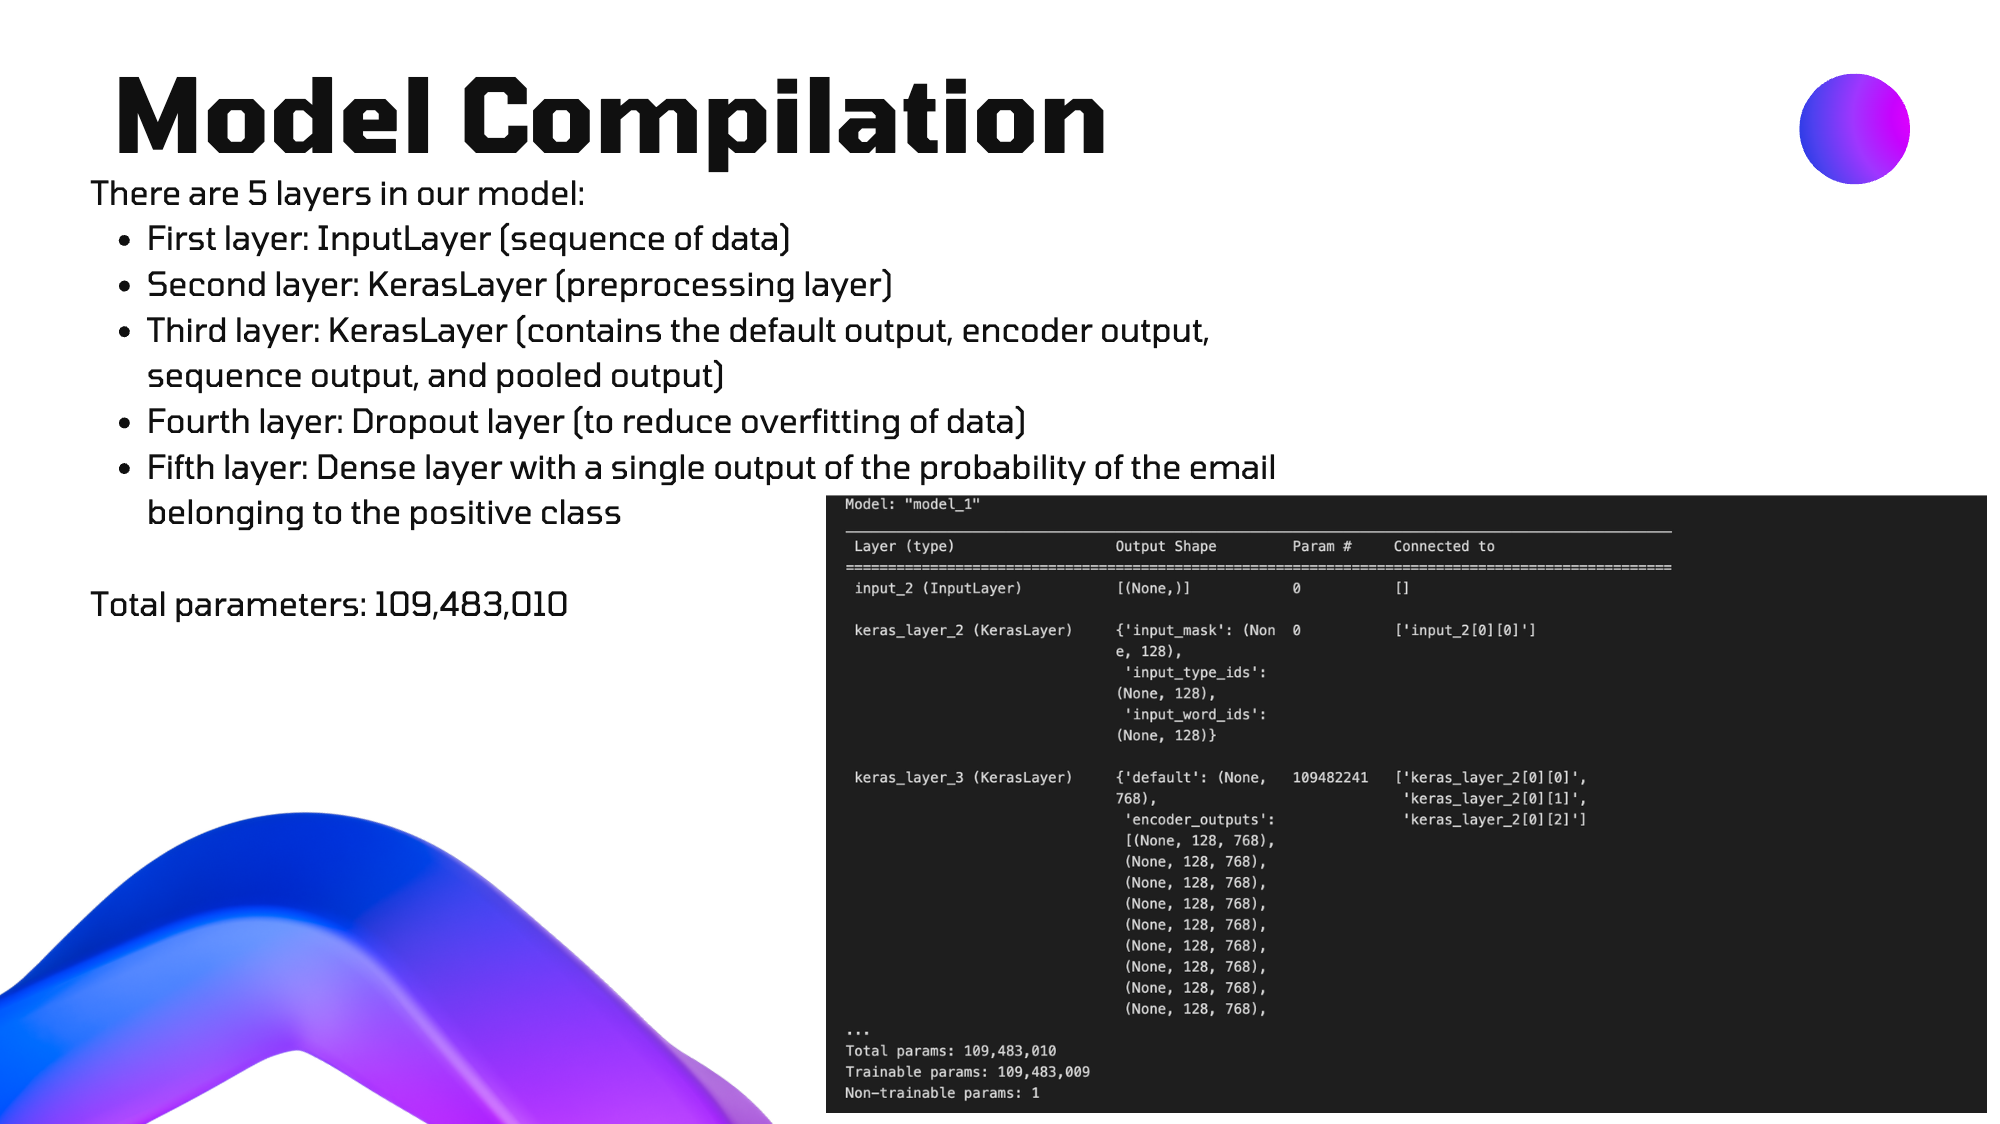 Model Compilation
There are 5 layers in our model:
• First layer: InputLayer (sequence of data)
• Second layer: KerasLayer (preprocessing layer)
• Third layer: KerasLayer (contains the default output, encoder output,
sequence output, and pooled output)
• Fourth layer: Dropout layer (to reduce overfitting of data)
• Fifth layer: Dense layer with a single output of the probability of the email
belonging to the positive class
Total parameters: 109,483,010
Model: "model_1"
Layer (type) Output Shape Param # Connected to
==================================================================================================
input_2 (InputLayer) [(None,)] 0 []
keras_layer_2 (KerasLayer) {'input_mask': (Non 0 ['input_2[0][0]']
e, 128),
'input_type_ids':
(None, 128),
'input_word_ids':
(None, 128)}
keras_layer_3 (KerasLayer) {'default': (None, 109482241 ['keras_layer_2[0][0]',
768), 'keras_layer_2[0][1]',
'encoder_outputs': 'keras_layer_2[0][2]']
[(None, 128, 768),
(None, 128, 768),
(None, 128, 768),
(None, 128, 768),
(None, 128, 768),
(None, 128, 768),
(None, 128, 768),
(None, 128, 768),
(None, 128, 768),
...
Total params: 109,483,010
Trainable params: 109,483,009
Non-trainable params: 1